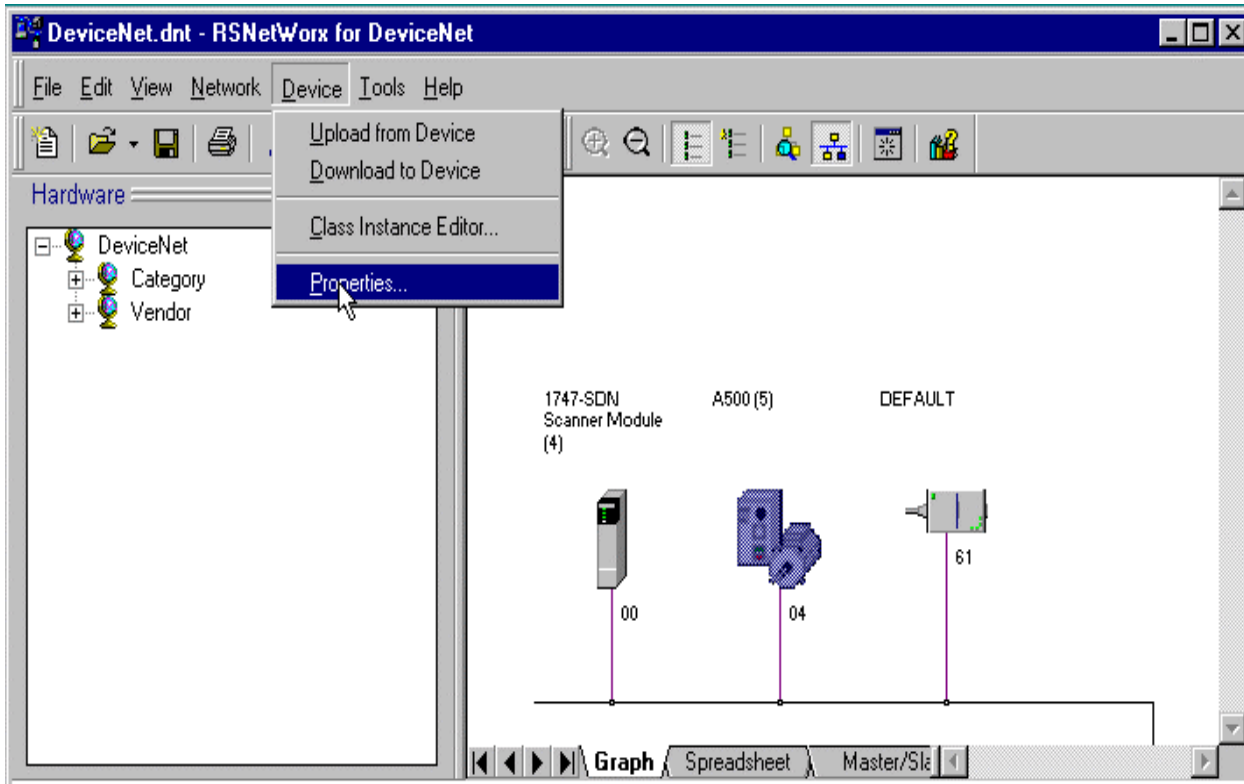 DeviceNet.dnt - RSNetWorx for DeviceNet
File Edit View Network Device Tools Help
Upload from Device
Download to Device
Class Instance Editor...
Properties...
Hardware
DeviceNet
Category
Vendor
1747-SDN
Scanner Module
(4)
A500 (5)
DEFAULT
00
04
61
Graph
Spreadsheet
Master/Sla